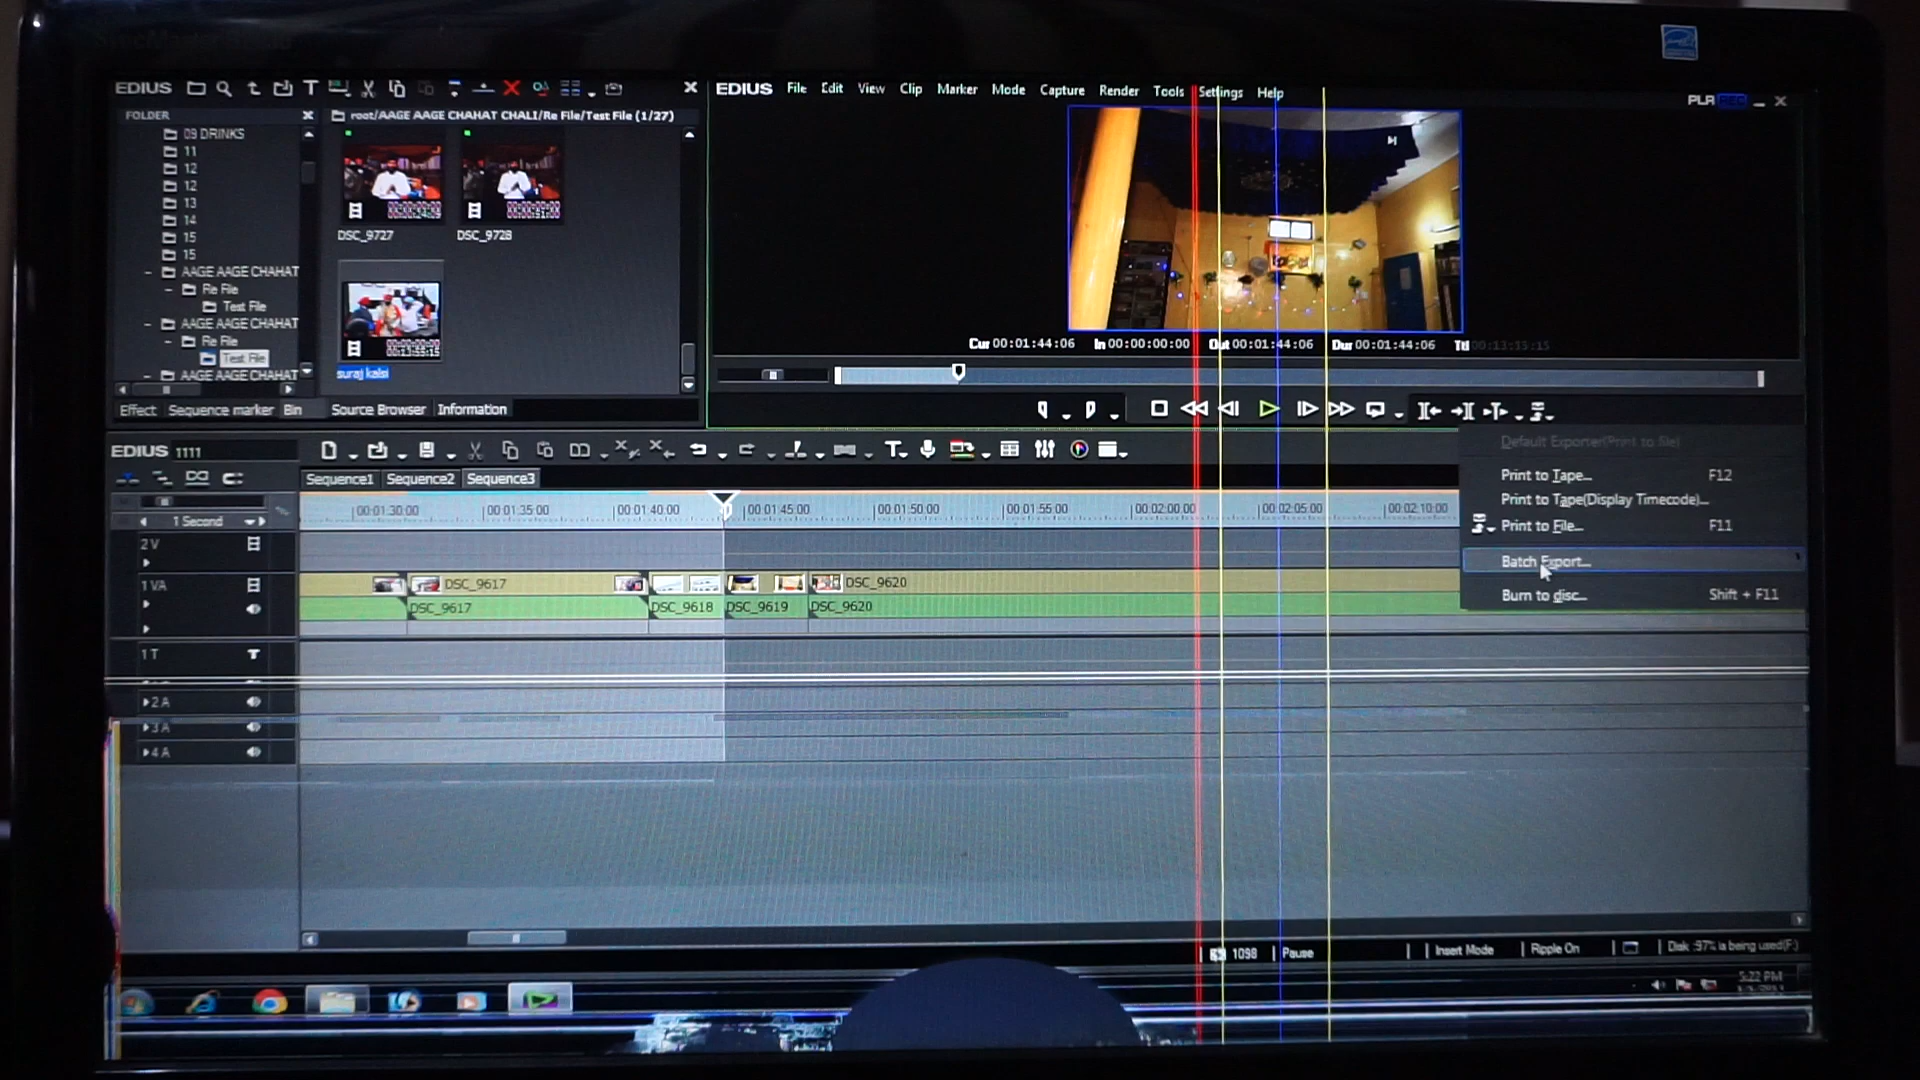 EDIUS
FOLDER
09 DRINKS
11
12
12
13
14
15
15
AAGE AAGE CHAHAT
Re File
Test File
AAGE AAGE CHAHAT
Re File
Test File
AAGE AAGE CHAHAT
root/AAGE AAGE CHAHAT CHALI/Re File/Test File (1/27)
DSC_9727
DSC_9728
suraj kalsi
Effect Sequence marker Bin
Source Browser Information
EDIUS File Edit View Clip Marker Mode Capture Render Tools Settings Help
PLR REC
Cur 00:01:44:06 In 00:00:00:00 Out 00:01:44:06 Dur 00:01:44:06 Ttl 00:13:13:15
EDIUS 1111
Sequence1 Sequence2 Sequence3
1 Second
00:01:30:00 00:01:35:00 00:01:40:00 00:01:45:00 00:01:50:00 00:01:55:00 00:02:00:00 00:02:05:00 00:02:10:00
2 V
1 VA
DSC_9617 DSC_9620
DSC_9617 DSC_9618 DSC_9619 DSC_9620
1 T
2 A
3 A
4 A
Default Exporter(Print to file)
Print to Tape... F12
Print to Tape(Display Timecode)...
Print to File... F11
Batch Export...
Burn to disc... Shift + F11
1098 Pause Insert Mode Ripple On Disk :97% is being used(F:)
5:22 PM